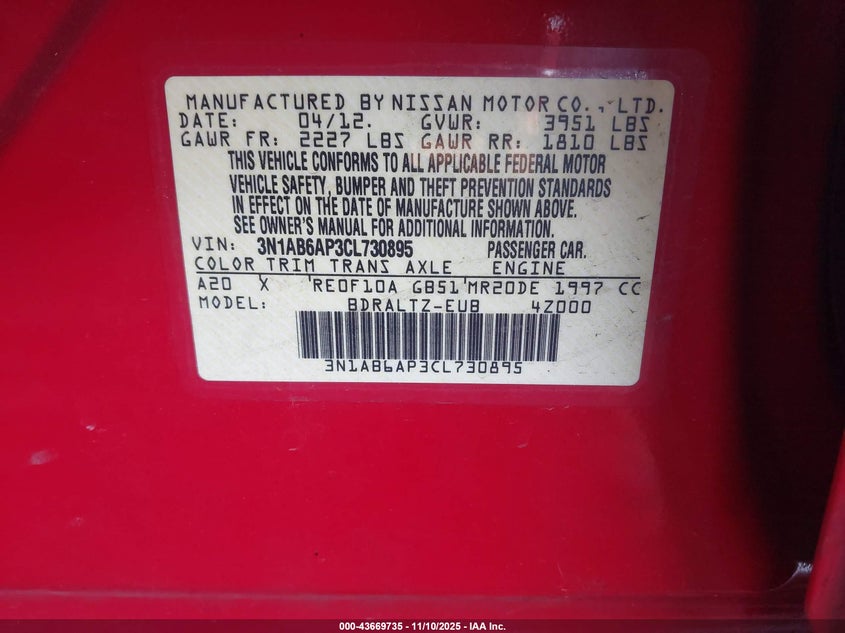 MANUFACTURED BY NISSAN MOTOR CO., LTD.
DATE: 04/12. GVWR: 3951 LBS
GAWR FR: 2227 LBS GAWR RR: 1810 LBS
THIS VEHICLE CONFORMS TO ALL APPLICABLE FEDERAL MOTOR
VEHICLE SAFETY, BUMPER AND THEFT PREVENTION STANDARDS
IN EFFECT ON THE DATE OF MANUFACTURE SHOWN ABOVE.
SEE OWNER'S MANUAL FOR ADDITIONAL INFORMATION.
VIN: 3N1AB6AP3CL730895 PASSENGER CAR.
COLOR TRIM TRANS AXLE ENGINE
A20 X RE0F10A GB51 MR20DE 1997 CC
MODEL: BDRALTZ-EUB 4Z000
3N1AB6AP3CL730895
000-43669735 - 11/10/2025 - IAA Inc.